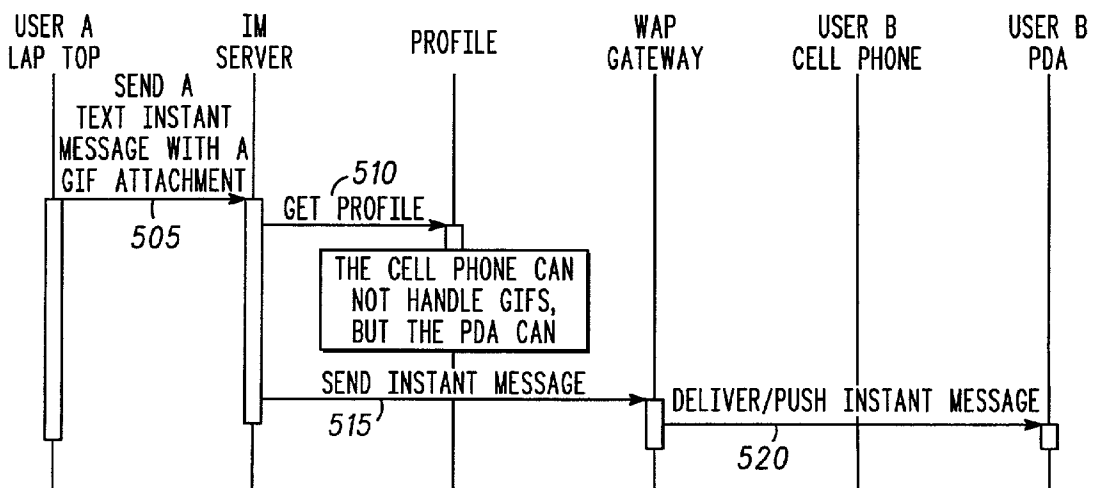 USER A
LAP TOP
IM
SERVER
PROFILE
WAP
GATEWAY
USER B
CELL PHONE
USER B
PDA
SEND A
TEXT INSTANT
MESSAGE WITH A
GIF ATTACHMENT
505
510
GET PROFILE
THE CELL PHONE CAN
NOT HANDLE GIFS,
BUT THE PDA CAN
SEND INSTANT MESSAGE
515
DELIVER/PUSH INSTANT MESSAGE
520